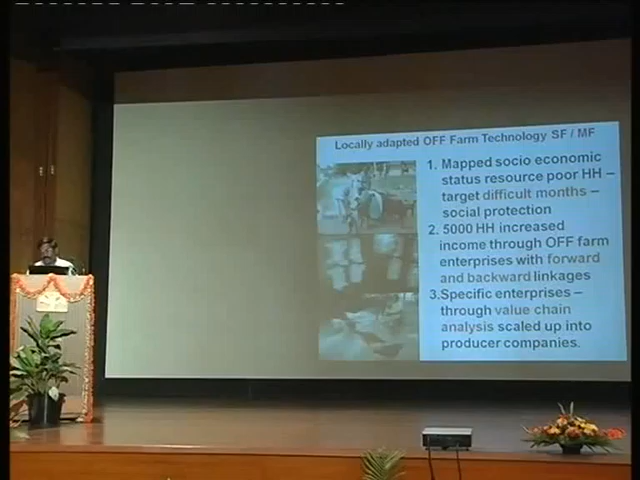 Locally adapted OFF Farm Technology SF / MF
1. Mapped socio economic
status resource poor HH –
target difficult months –
social protection
2. 5000 HH increased
income through OFF farm
enterprises with forward
and backward linkages
3.Specific enterprises –
through value chain
analysis scaled up into
producer companies.